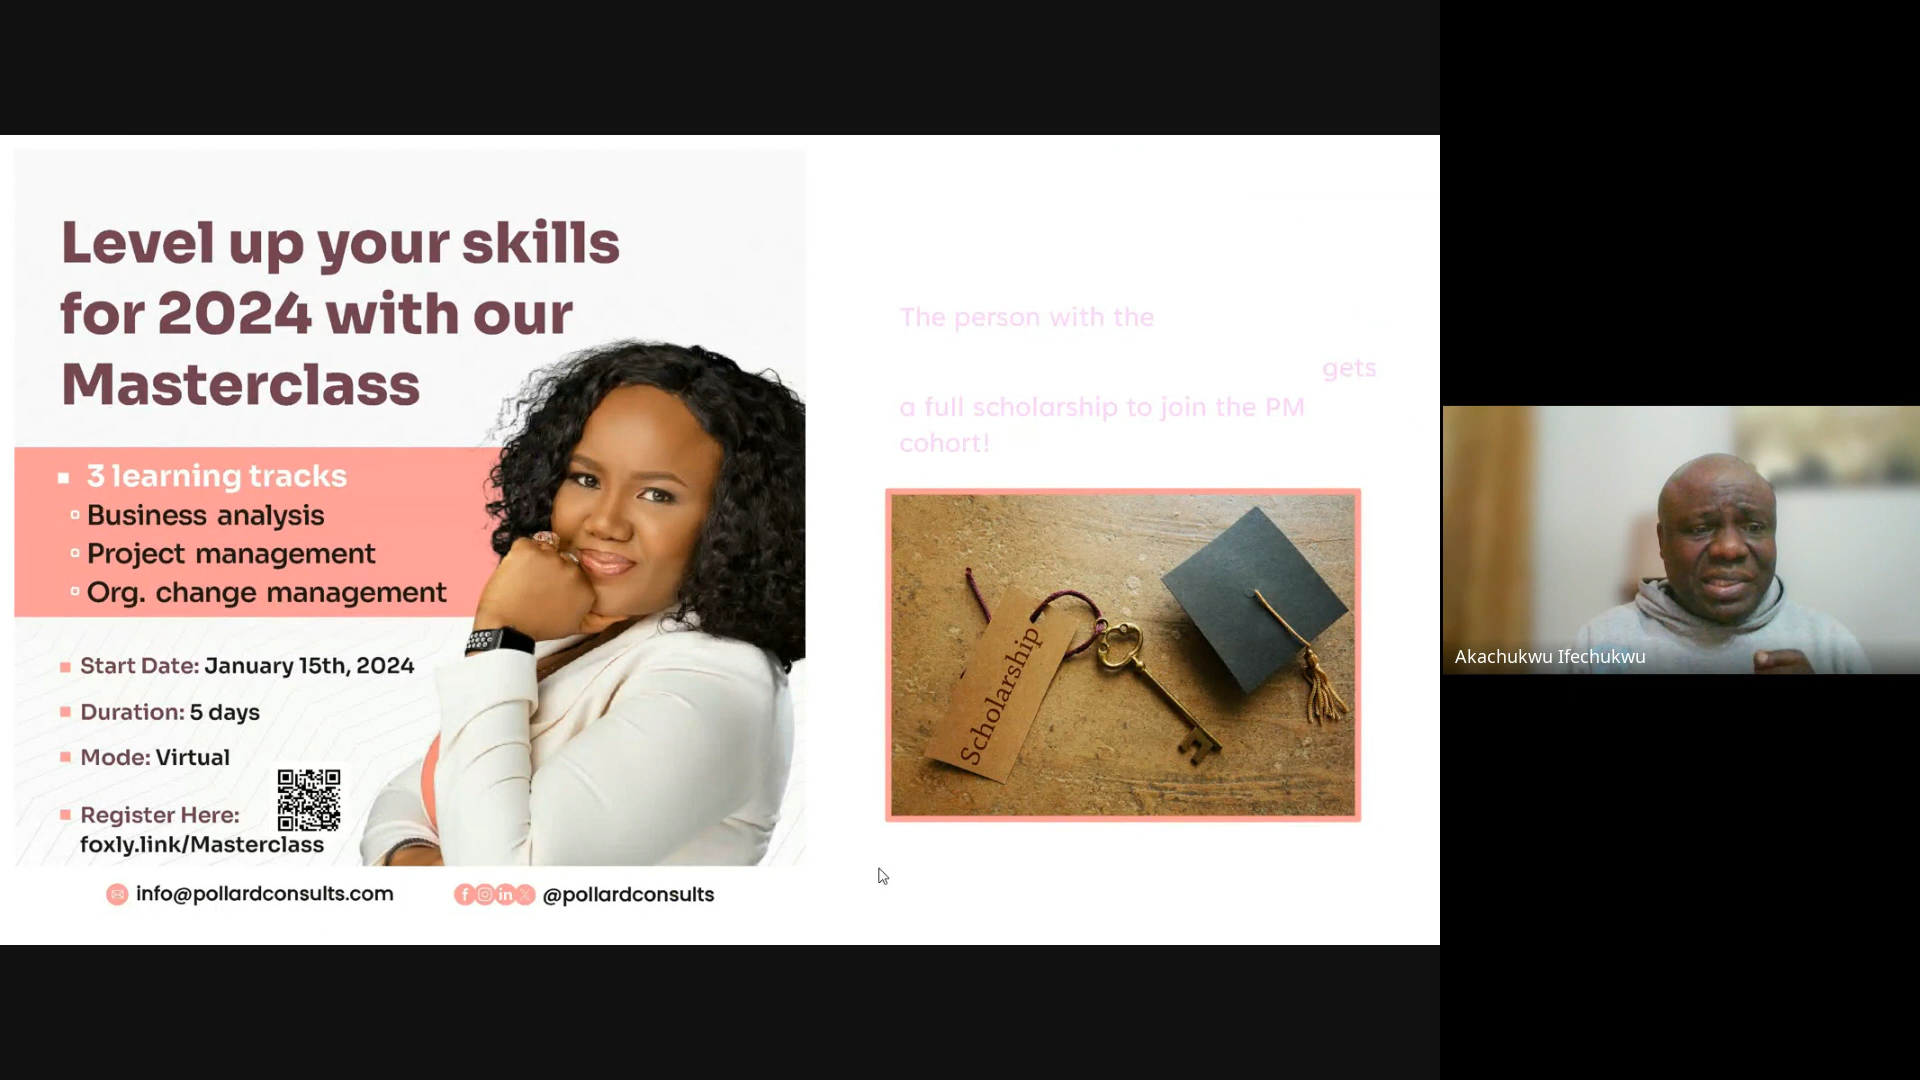 Level up your skills
for 2024 with our
Masterclass
3 learning tracks
Business analysis
Project management
Org. change management
Start Date: January 15th, 2024
Duration: 5 days
Mode: Virtual
Register Here:
foxly.link/Masterclass
info@pollardconsults.com
@pollardconsults
The person with the
gets
a full scholarship to join the PM
cohort!
Scholarship
Akachukwu Ifechukwu